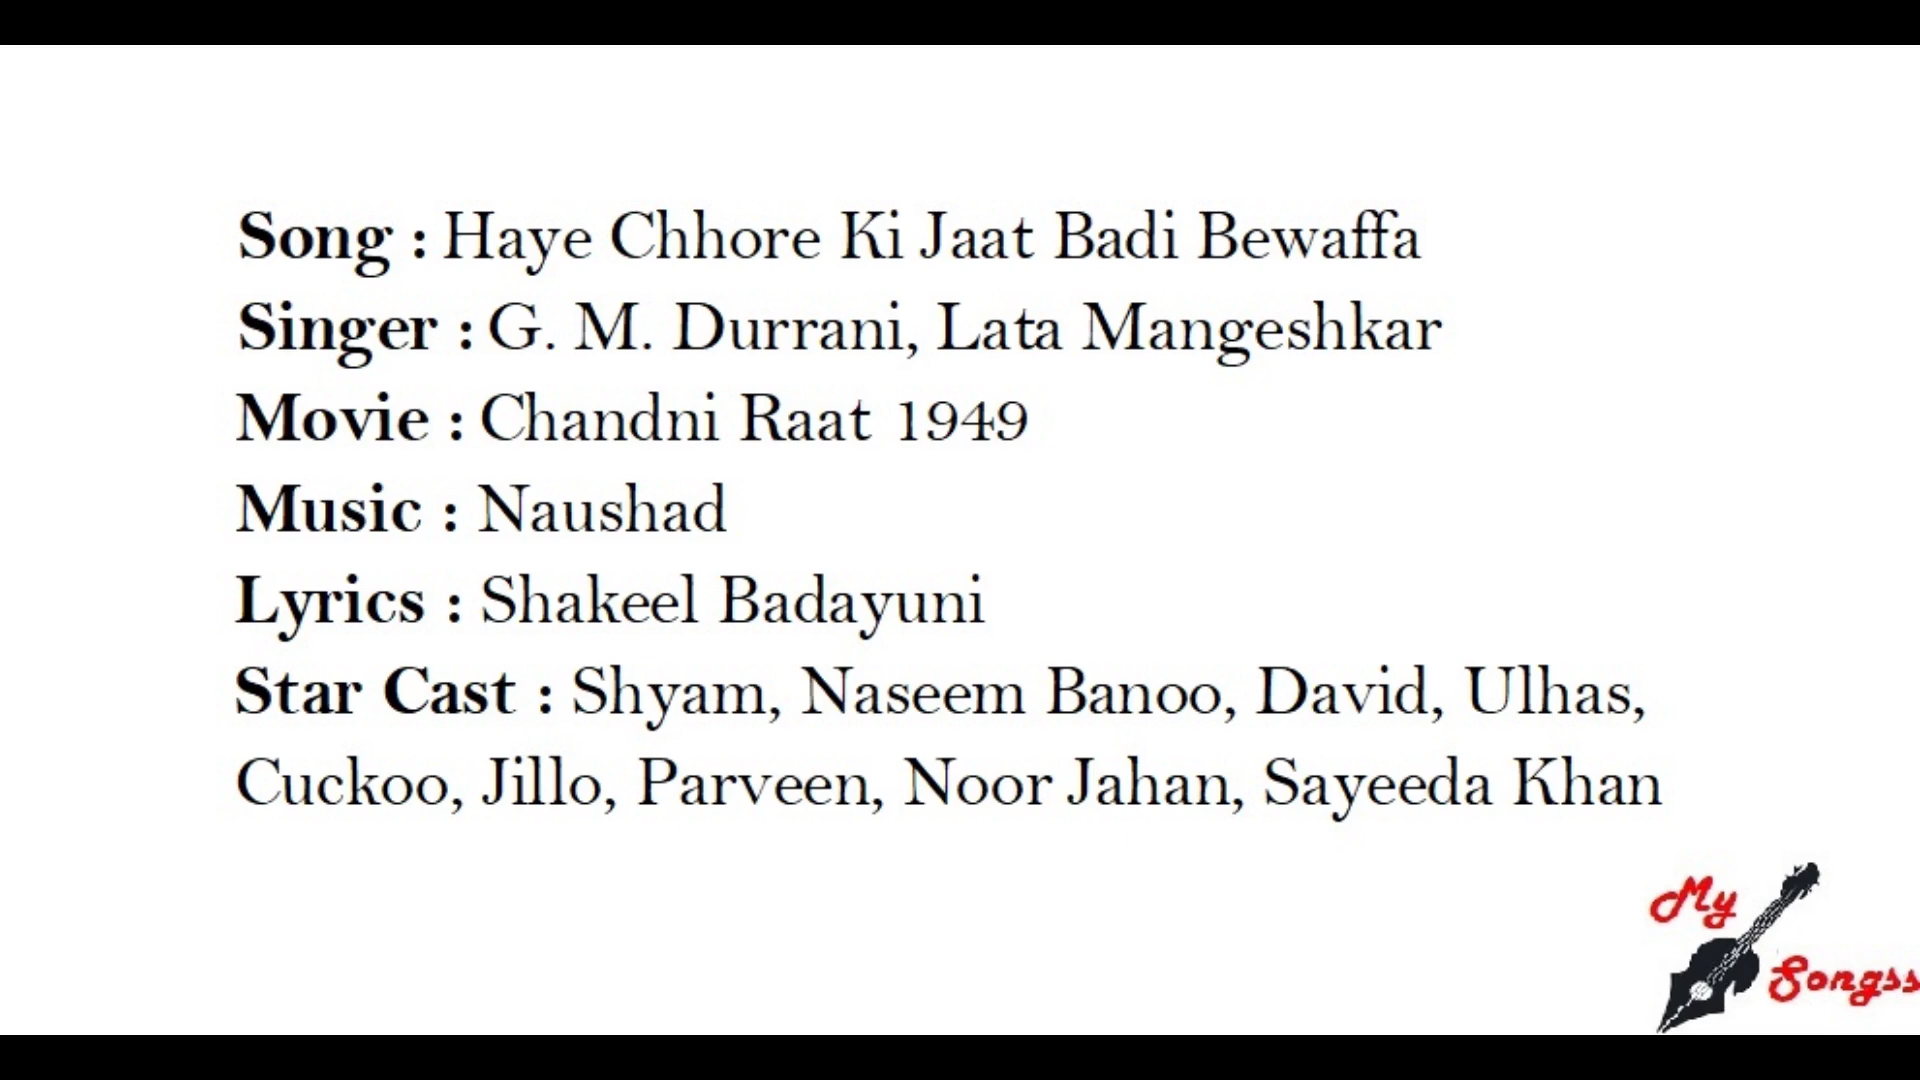 Song : Haye Chhore Ki Jaat Badi Bewaffa
Singer : G. M. Durrani, Lata Mangeshkar
Movie : Chandni Raat 1949
Music : Naushad
Lyrics : Shakeel Badayuni
Star Cast : Shyam, Naseem Banoo, David, Ulhas,
Cuckoo, Jillo, Parveen, Noor Jahan, Sayeeda Khan
My
Songss